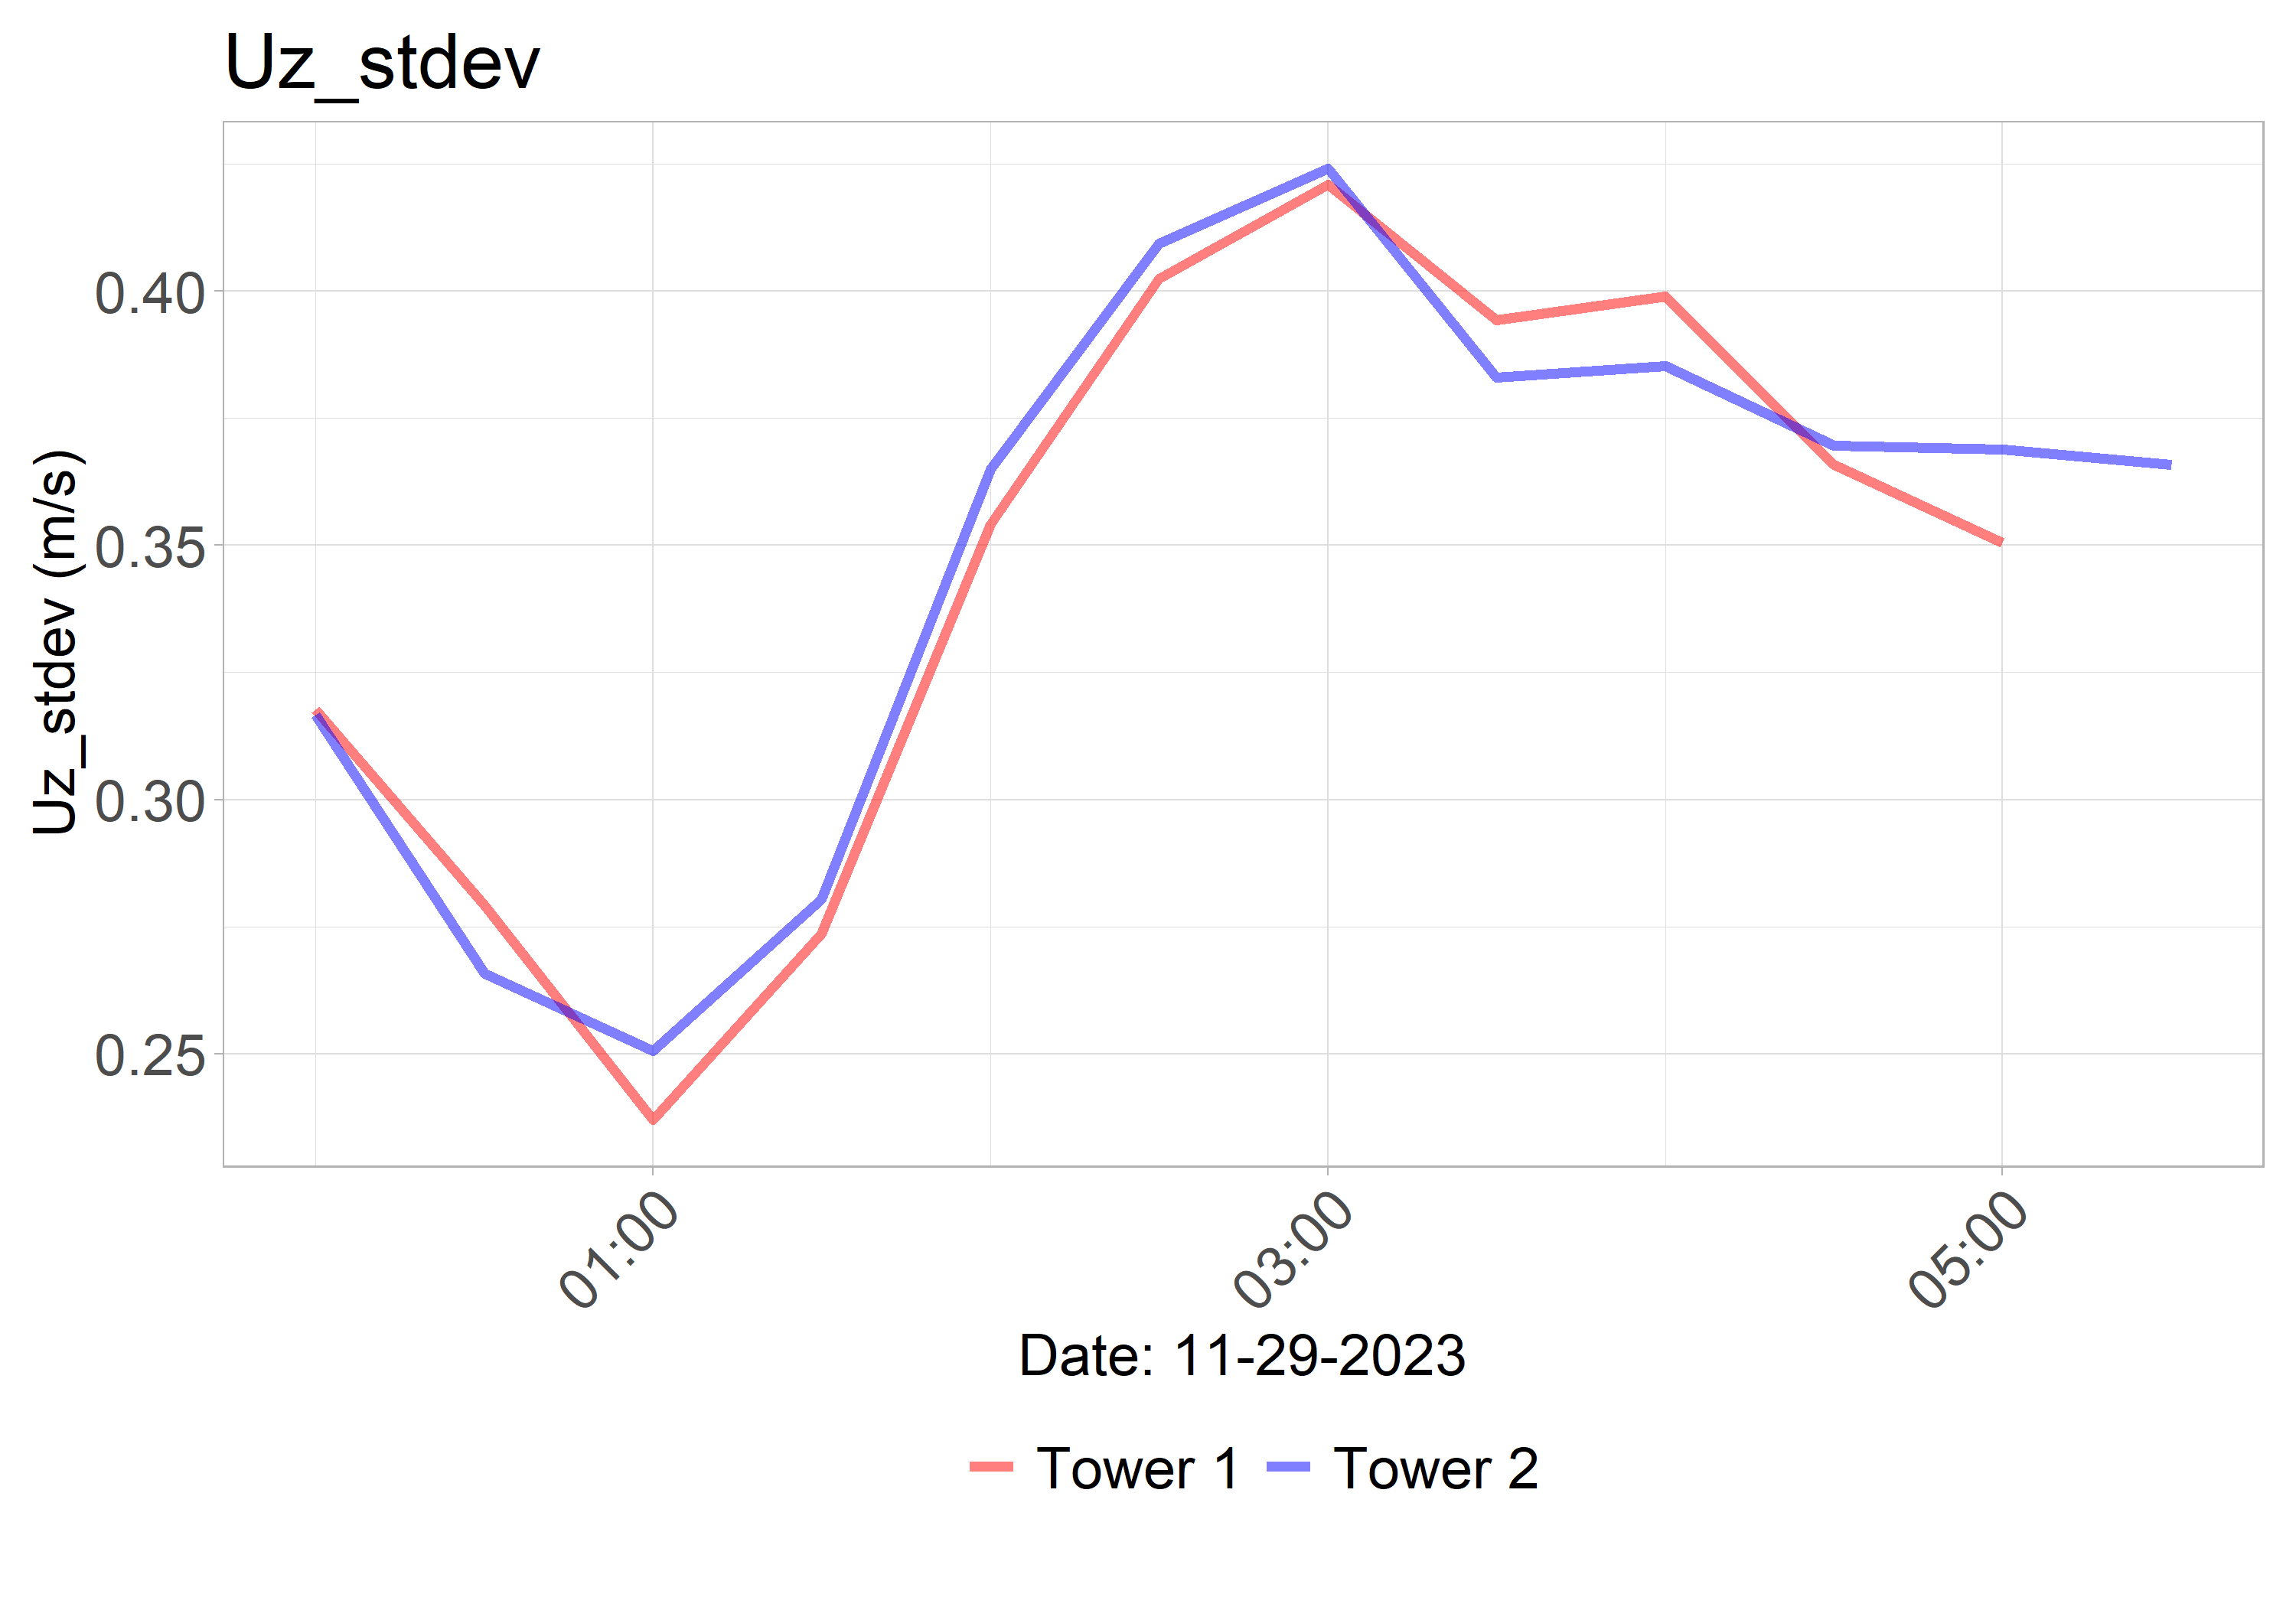 Uz_stdev
Uz_stdev (m/s)
0.40
0.35
0.30
0.25
01:00
03:00
05:00
Date: 11-29-2023
Tower 1
Tower 2